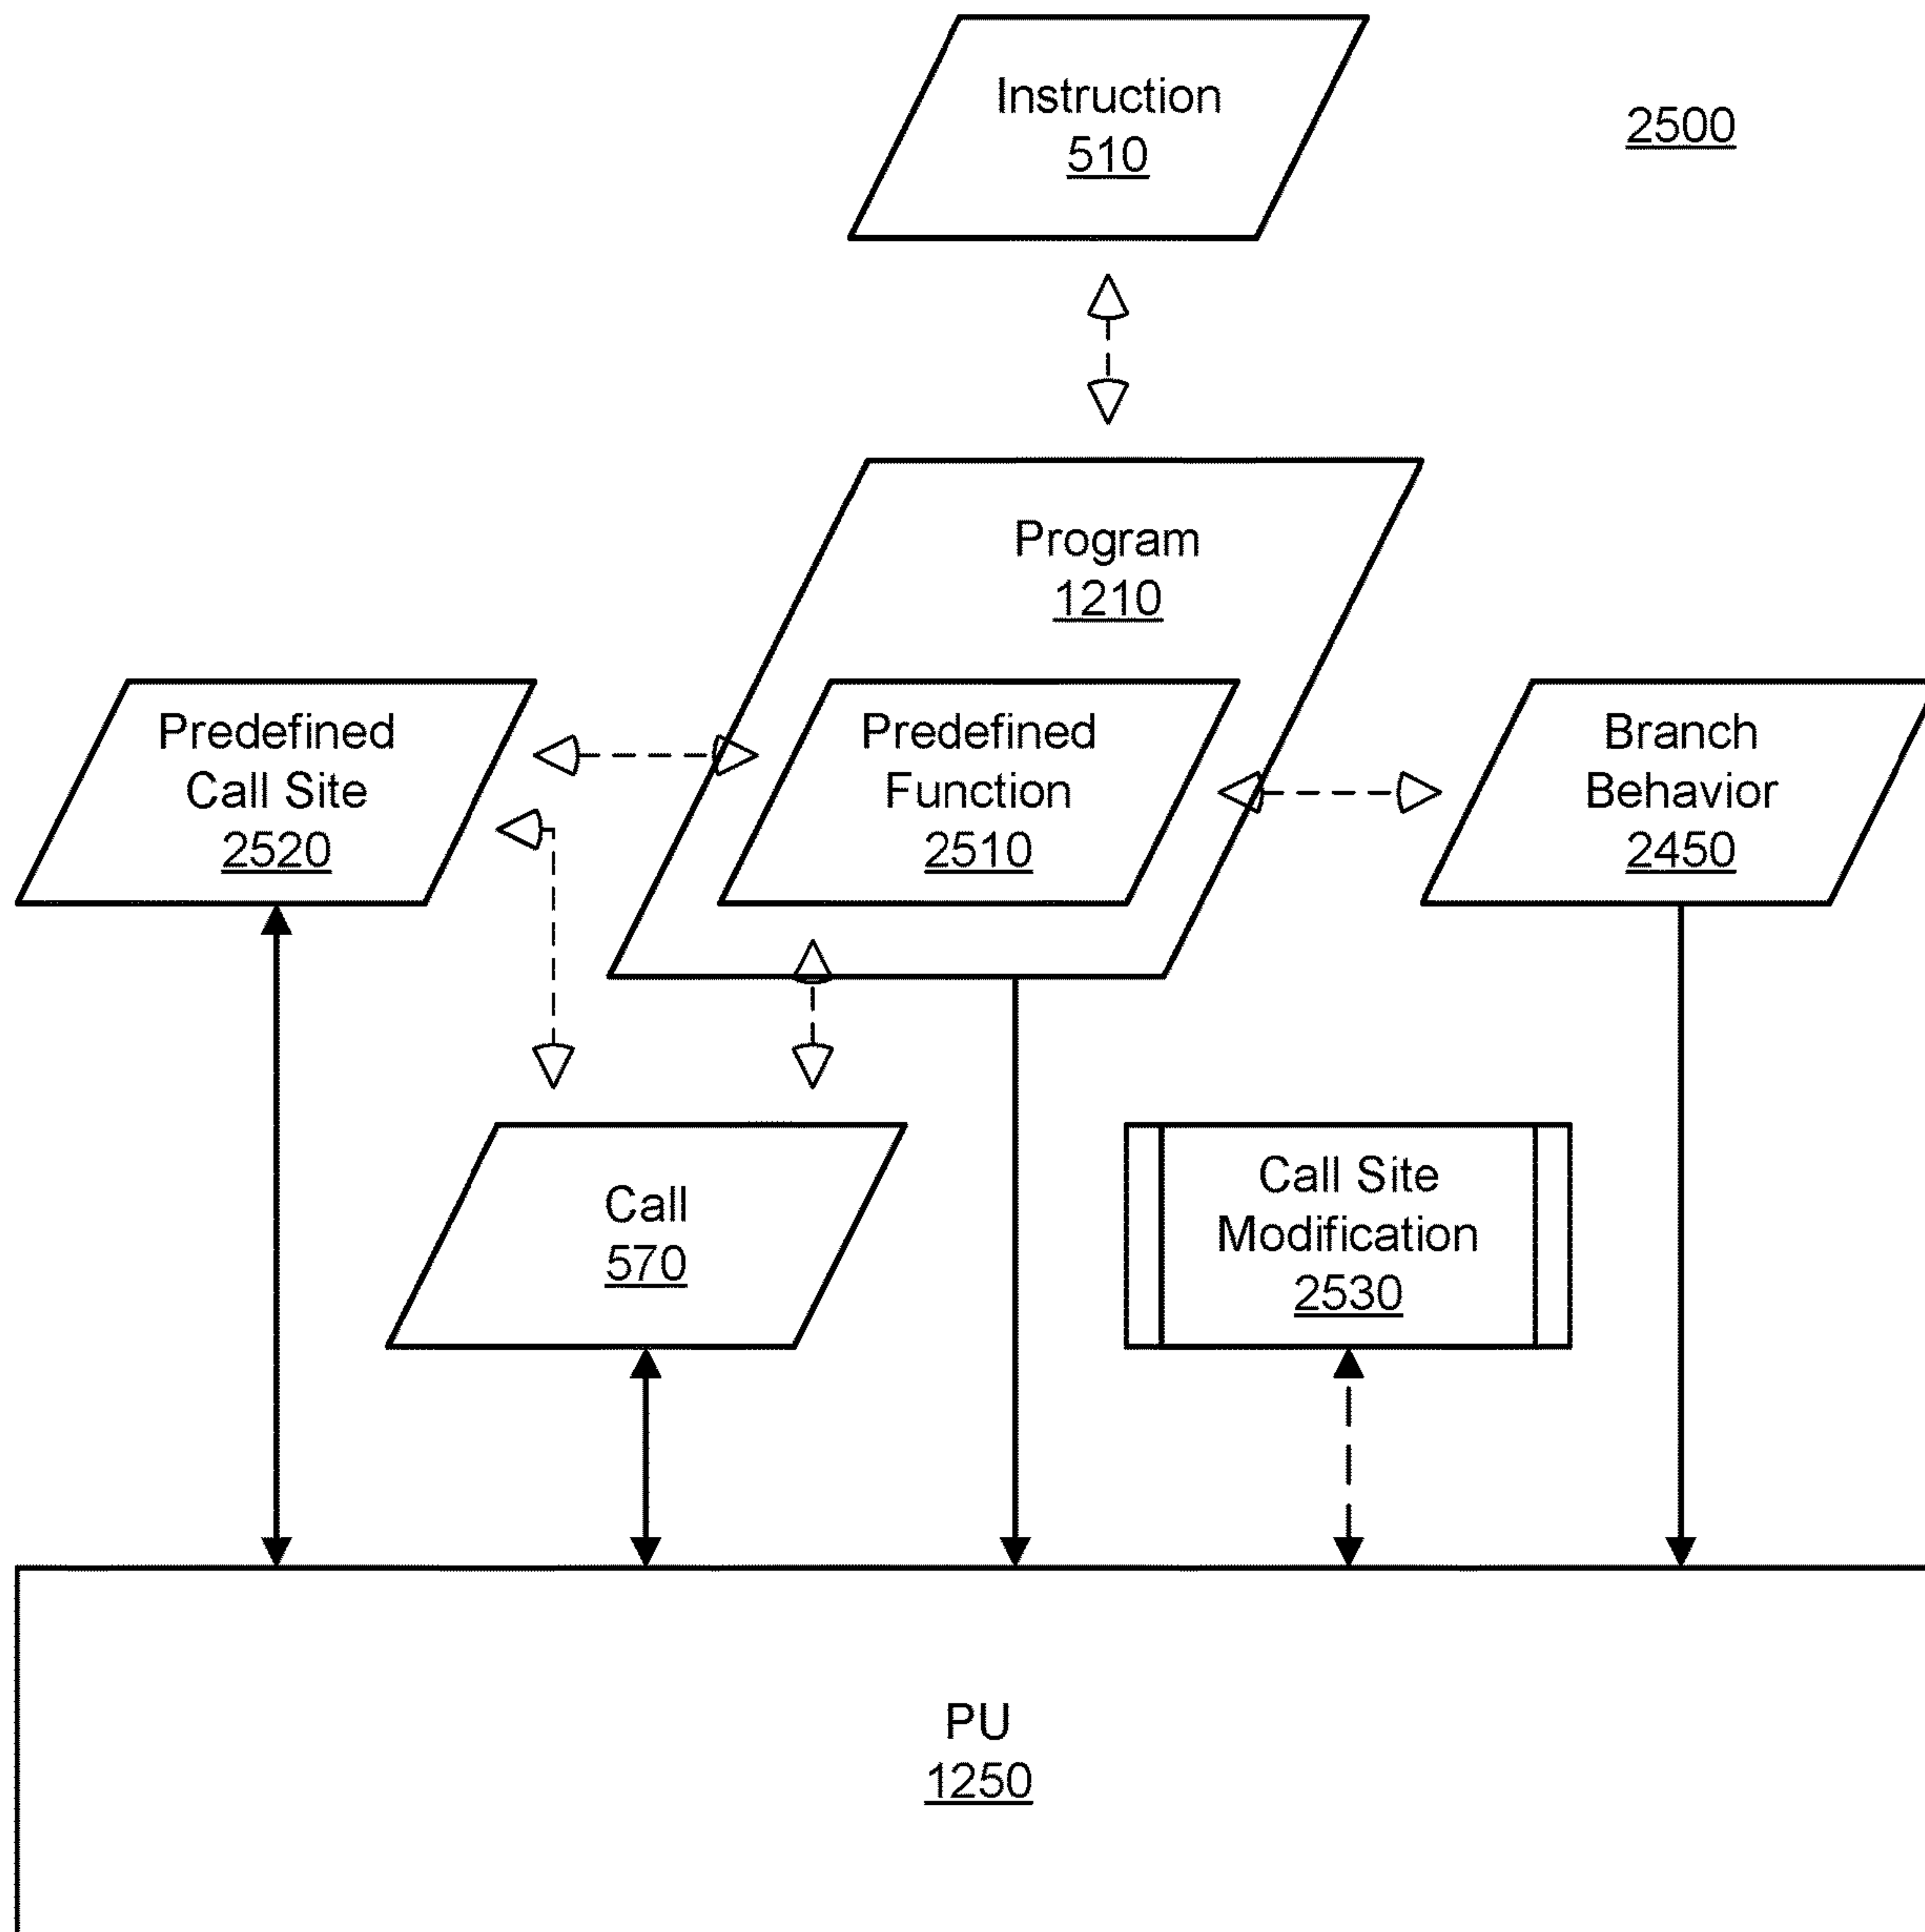 Instruction
510
2500
Program
1210
Predefined
Call Site
2520
Predefined
Function
2510
Branch
Behavior
2450
Call
570
Call Site
Modification
2530
PU
1250